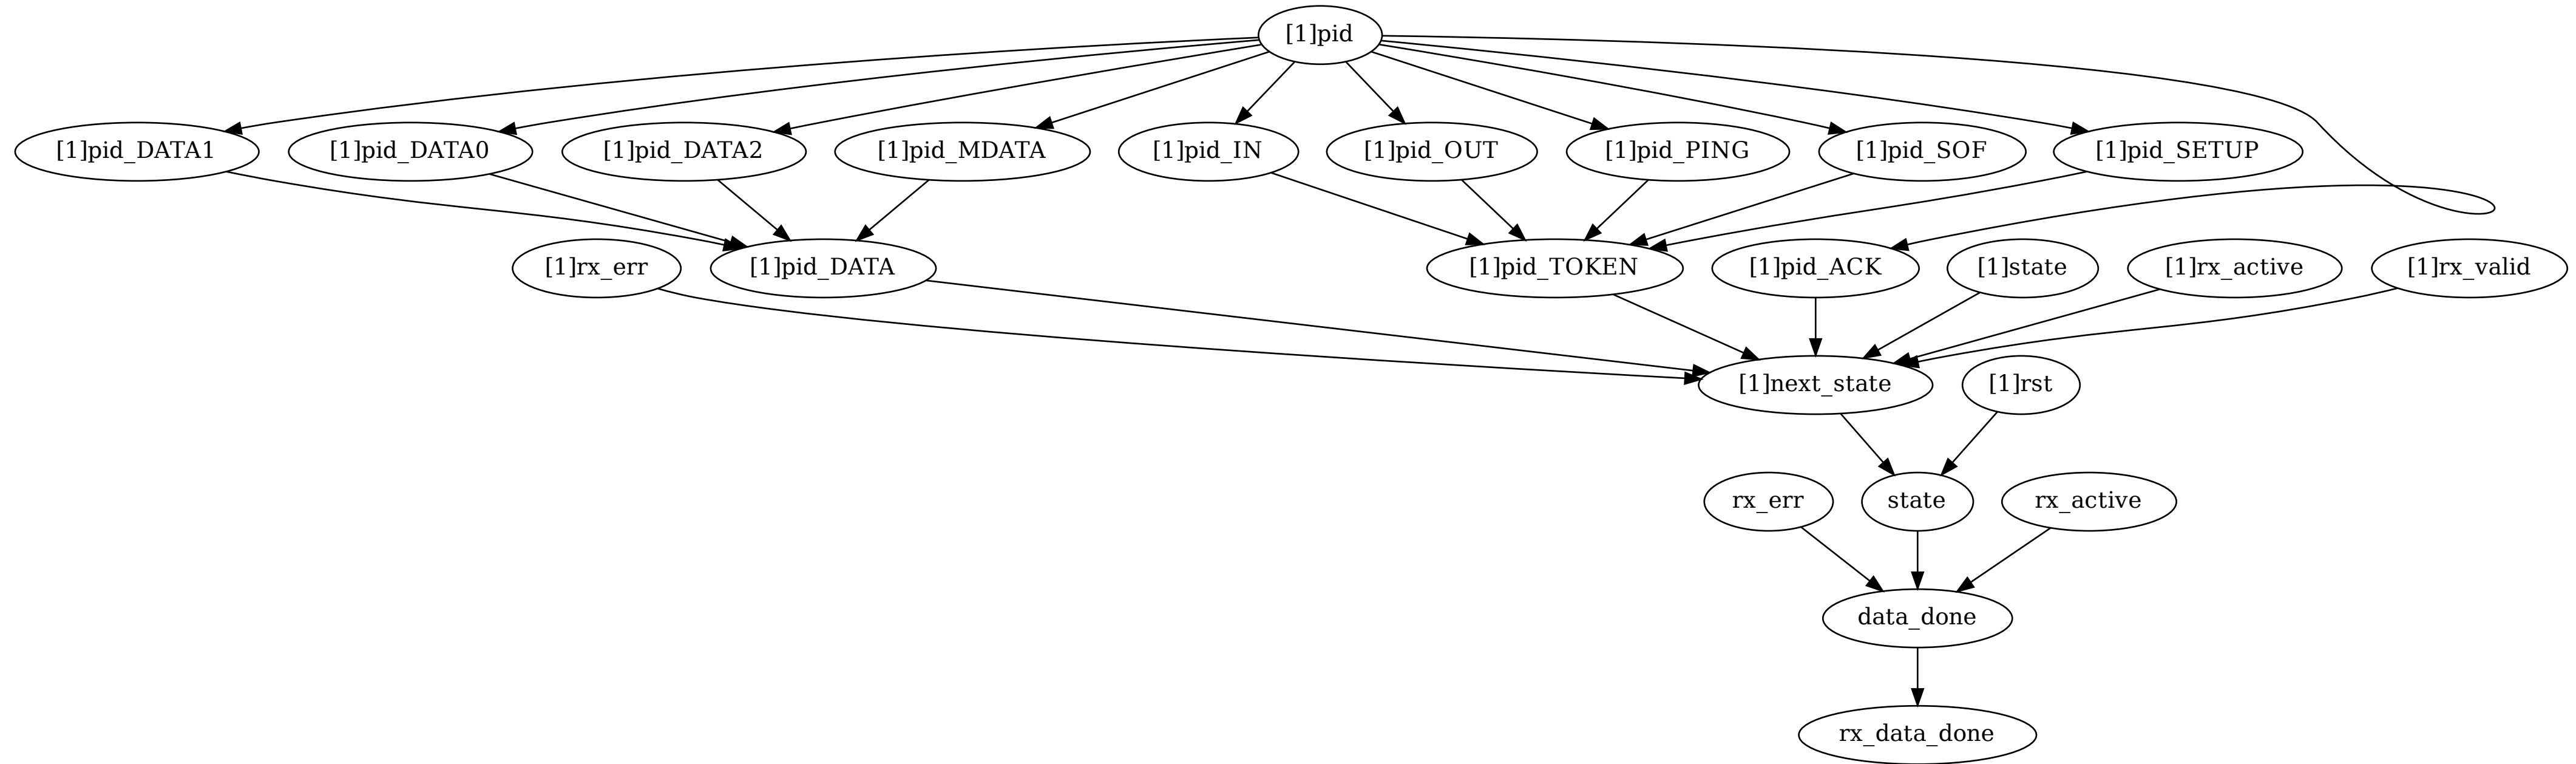 [1]pid
[1]pid_DATA1
[1]pid_DATA0
[1]pid_DATA2
[1]pid_MDATA
[1]pid_IN
[1]pid_OUT
[1]pid_PING
[1]pid_SOF
[1]pid_SETUP
[1]rx_err
[1]pid_DATA
[1]pid_TOKEN
[1]pid_ACK
[1]state
[1]rx_active
[1]rx_valid
[1]next_state
[1]rst
rx_err
state
rx_active
data_done
rx_data_done